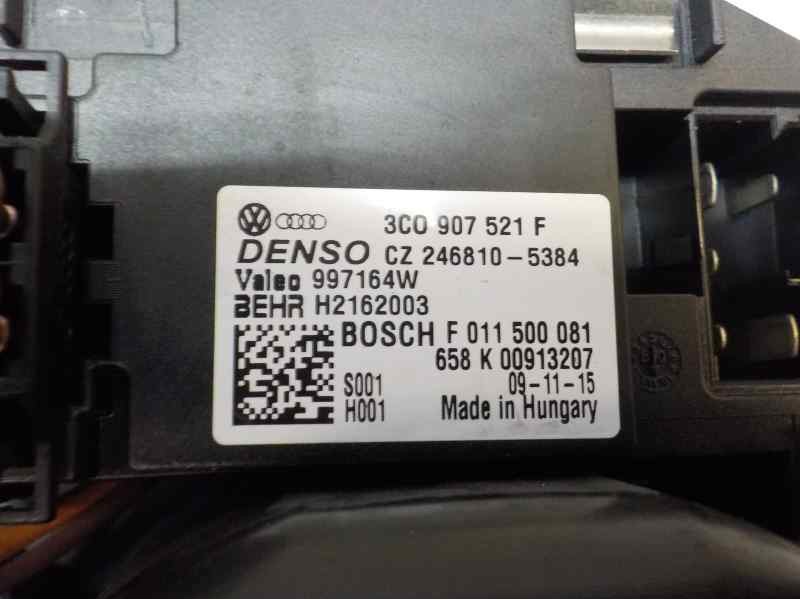 3C0 907 521 F
DENSO CZ 246810-5384
Valeo 997164W
BEHR H2162003
BOSCH F 011 500 081
658 K 00913207
S001 09-11-15
H001 Made in Hungary